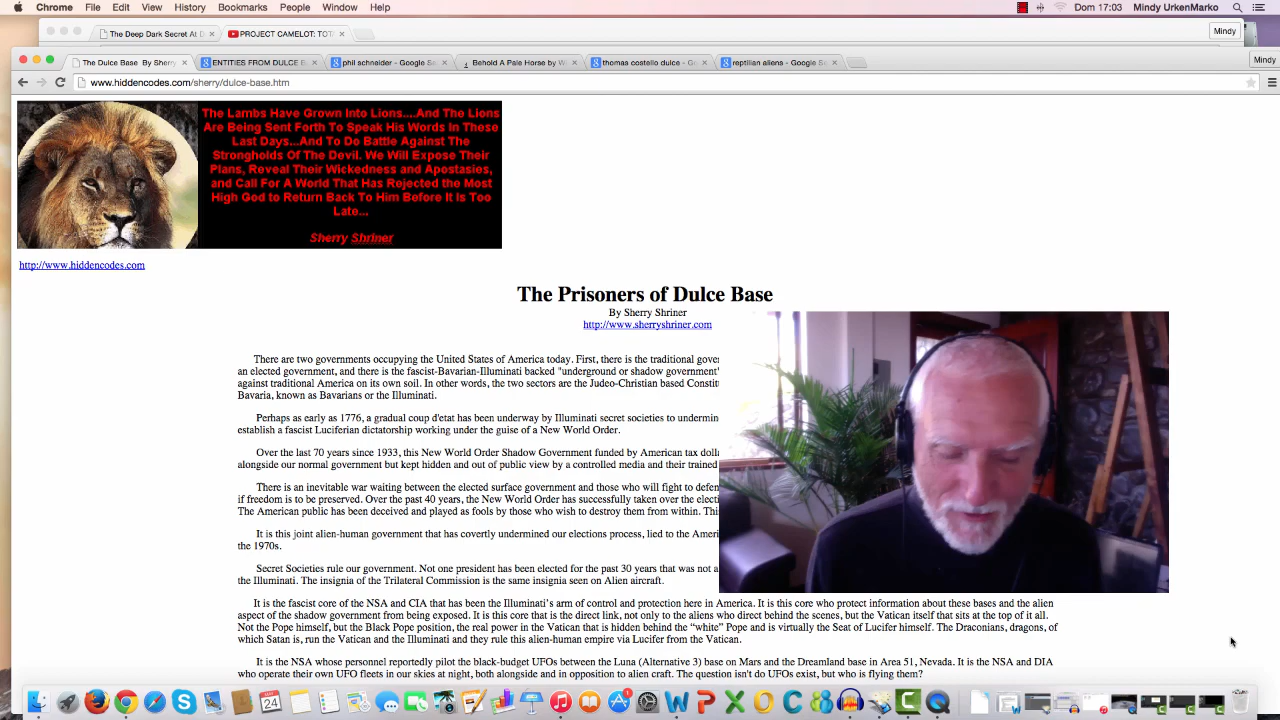 Chrome File Edit View History Bookmarks People Window Help Dom 17:03 Mindy UrkenMarko
The Deep Dark Secret At D PROJECT CAMELOT: TOT Mindy
The Dulce Base By Sherry ENTITIES FROM DULCE B phil schneider - Google Se Behold A Pale Horse by W thomas costello dulce - Go reptilian aliens - Google S Mindy
www.hiddencodes.com/sherry/dulce-base.htm
The Lambs Have Grown Into Lions....And The Lions
Are Being Sent Forth To Speak His Words In These
Last Days...And To Do Battle Against The
Strongholds Of The Devil. We Will Expose Their
Plans, Reveal Their Wickedness and Apostasies,
and Call For A World That Has Rejected the Most
High God to Return Back To Him Before It Is Too
Late...
Sherry Shriner
http://www.hiddencodes.com
The Prisoners of Dulce Base
By Sherry Shriner
http://www.sherryshriner.com
There are two governments occupying the United States of America today. First, there is the traditional gove
an elected government, and there is the fascist-Bavarian-Illuminati backed "underground or shadow government'
against traditional America on its own soil. In other words, the two sectors are the Judeo-Christian based Constit
Bavaria, known as Bavarians or the Illuminati.
Perhaps as early as 1776, a gradual coup d'etat has been underway by Illuminati secret societies to undermin
establish a fascist Luciferian dictatorship working under the guise of a New World Order.
Over the last 70 years since 1933, this New World Order Shadow Government funded by American tax dolla
alongside our normal government but kept hidden and out of public view by a controlled media and their trained
There is an inevitable war waiting between the elected surface government and those who will fight to defen
if freedom is to be preserved. Over the past 40 years, the New World Order has successfully taken over the electi
The American public has been deceived and played as fools by those who wish to destroy them from within. This
It is this joint alien-human government that has covertly undermined our elections process, lied to the Ameri
the 1970s.
Secret Societies rule our government. Not one president has been elected for the past 30 years that was not a
the Illuminati. The insignia of the Trilateral Commission is the same insignia seen on Alien aircraft.
It is the fascist core of the NSA and CIA that has been the Illuminati's arm of control and protection here in America. It is this core who protect information about these bases and the alien
aspect of the shadow government from being exposed. It is this core that is the direct link, not only to the aliens who direct behind the scenes, but the Vatican itself that sits at the top of it all.
Not the Pope himself, but the Black Pope position, the real power in the Vatican that is hidden behind the "white" Pope and is virtually the Seat of Lucifer himself. The Draconians, dragons, of
which Satan is, run the Vatican and the Illuminati and they rule this alien-human empire via Lucifer from the Vatican.
It is the NSA whose personnel reportedly pilot the black-budget UFOs between the Luna (Alternative 3) base on Mars and the Dreamland base in Area 51, Nevada. It is the NSA and DIA
who operate their own UFO fleets in our skies at night, both alongside and in opposition to alien craft. The question isn't do UFOs exist, but who is flying them?